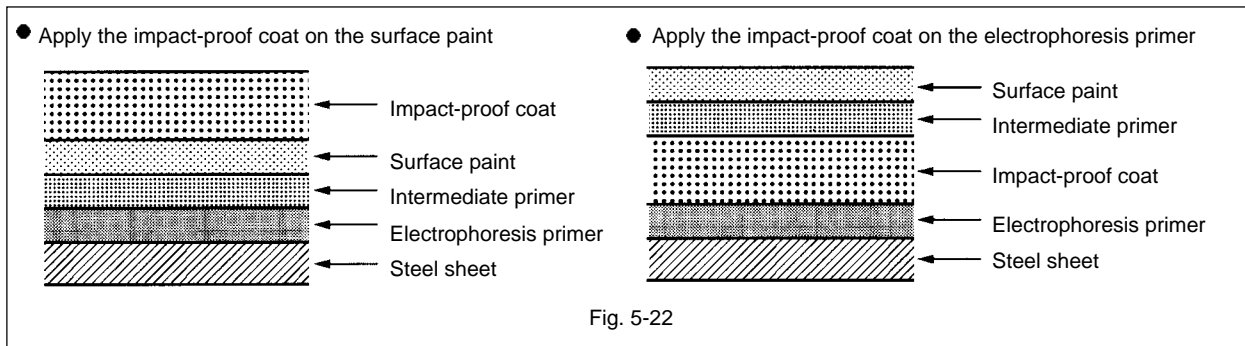 ● Apply the impact-proof coat on the surface paint
Impact-proof coat
Surface paint
Intermediate primer
Electrophoresis primer
Steel sheet
● Apply the impact-proof coat on the electrophoresis primer
Surface paint
Intermediate primer
Impact-proof coat
Electrophoresis primer
Steel sheet
Fig. 5-22